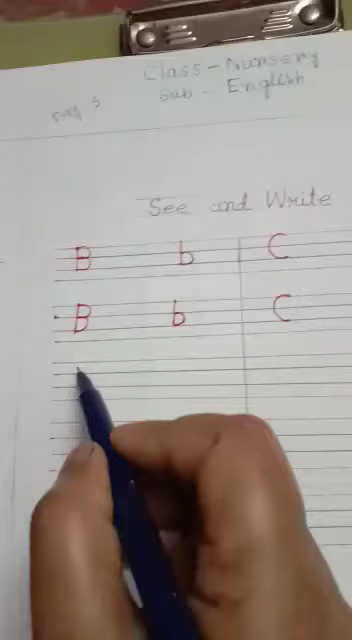 Class - Nursery
Sub - English
See and Write
B b C
B b C